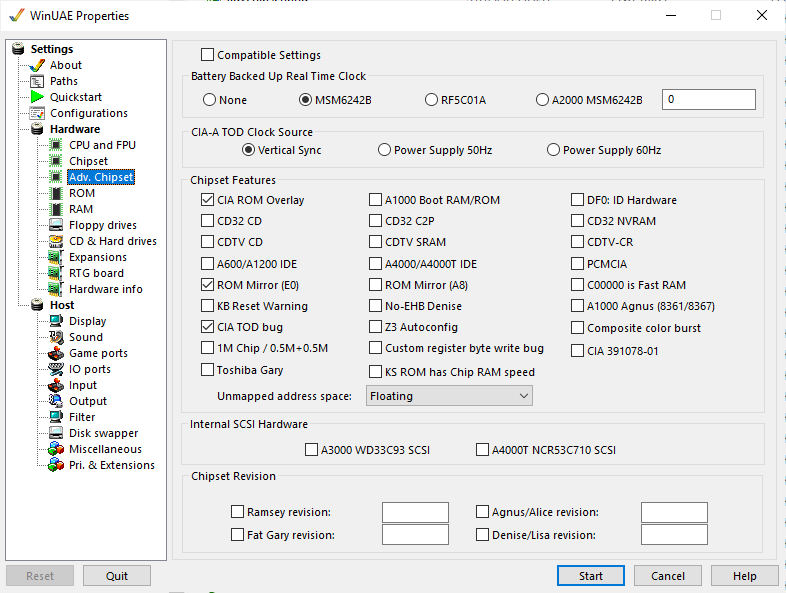 WinUAE Properties
Settings
About
Paths
Quickstart
Configurations
Hardware
CPU and FPU
Chipset
Adv. Chipset
ROM
RAM
Floppy drives
CD & Hard drives
Expansions
RTG board
Hardware info
Host
Display
Sound
Game ports
IO ports
Input
Output
Filter
Disk swapper
Miscellaneous
Pri. & Extensions
Compatible Settings
Battery Backed Up Real Time Clock
None MSM6242B RF5C01A A2000 MSM6242B 0
CIA-A TOD Clock Source
Vertical Sync Power Supply 50Hz Power Supply 60Hz
Chipset Features
CIA ROM Overlay A1000 Boot RAM/ROM DF0: ID Hardware
CD32 CD CD32 C2P CD32 NVRAM
CDTV CD CDTV SRAM CDTV-CR
A600/A1200 IDE A4000/A4000T IDE PCMCIA
ROM Mirror (E0) ROM Mirror (A8) C00000 is Fast RAM
KB Reset Warning No-EHB Denise A1000 Agnus (8361/8367)
CIA TOD bug Z3 Autoconfig Composite color burst
1M Chip / 0.5M+0.5M Custom register byte write bug CIA 391078-01
Toshiba Gary KS ROM has Chip RAM speed
Unmapped address space: Floating
Internal SCSI Hardware
A3000 WD33C93 SCSI A4000T NCR53C710 SCSI
Chipset Revision
Ramsey revision: Agnus/Alice revision:
Fat Gary revision: Denise/Lisa revision:
Reset Quit Start Cancel Help